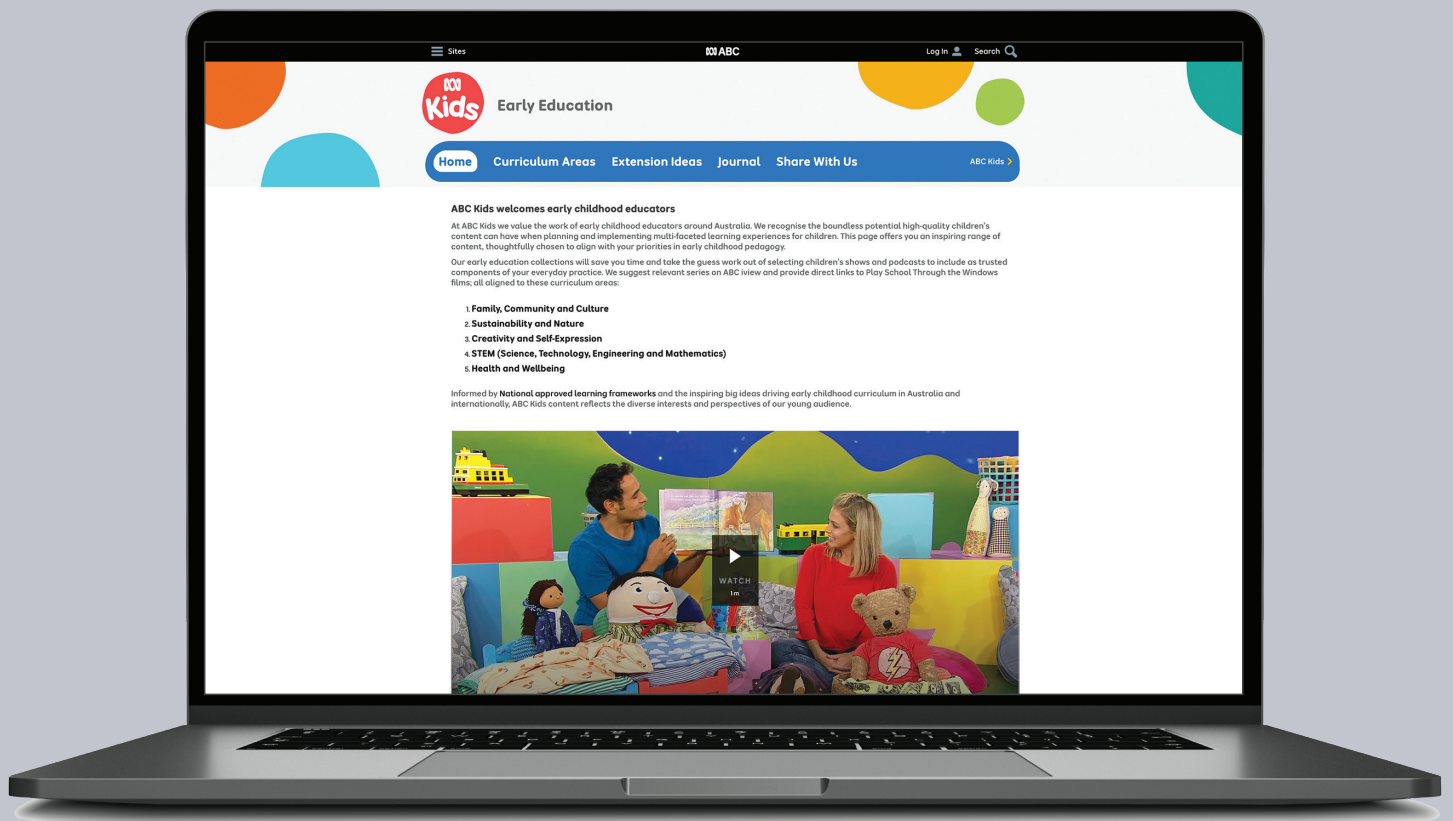 Sites
ABC
Log In
Search
Kids
Early Education
Home
Curriculum Areas
Extension Ideas
Journal
Share With Us
ABC Kids
ABC Kids welcomes early childhood educators
At ABC Kids we value the work of early childhood educators around Australia. We recognise the boundless potential high-quality children's
content can have when planning and implementing multi-faceted learning experiences for children. This page offers you an inspiring range of
content, thoughtfully chosen to align with your priorities in early childhood pedagogy.
Our early education collections will save you time and take the guess work out of selecting children's shows and podcasts to include as trusted
components of your everyday practice. We suggest relevant series on ABC iview and provide direct links to Play School Through the Windows
films; all aligned to these curriculum areas:
1. Family, Community and Culture
2. Sustainability and Nature
3. Creativity and Self-Expression
4. STEM (Science, Technology, Engineering and Mathematics)
5. Health and Wellbeing
Informed by National approved learning frameworks and the inspiring big ideas driving early childhood curriculum in Australia and
internationally, ABC Kids content reflects the diverse interests and perspectives of our young audience.
WATCH
1m